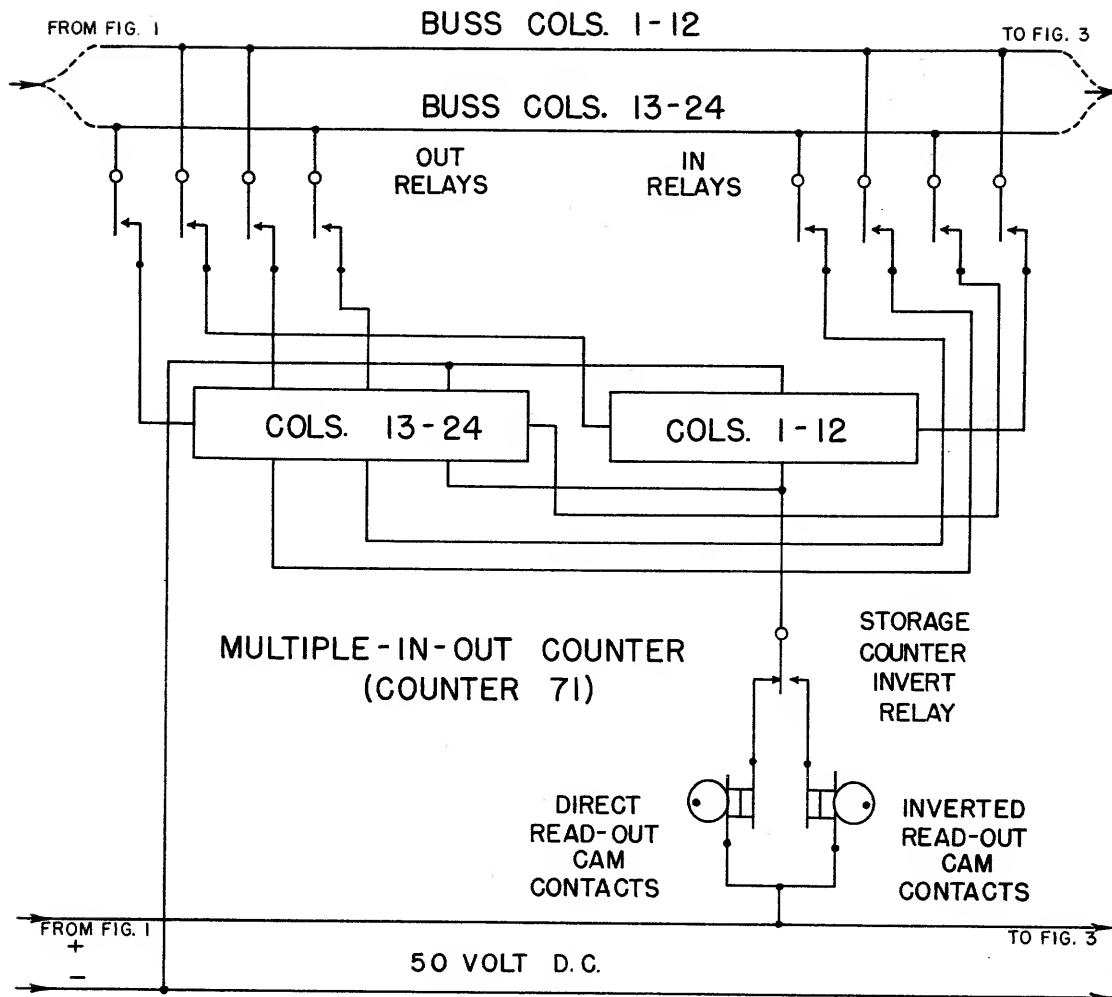 FROM FIG. 1
BUSS COLS. 1-12
TO FIG. 3
BUSS COLS. 13-24
OUT
RELAYS
IN
RELAYS
COLS. 13-24
COLS. 1-12
MULTIPLE-IN-OUT COUNTER
(COUNTER 71)
STORAGE
COUNTER
INVERT
RELAY
DIRECT
READ-OUT
CAM
CONTACTS
INVERTED
READ-OUT
CAM
CONTACTS
FROM FIG. 1
TO FIG. 3
+
50 VOLT D.C.
-